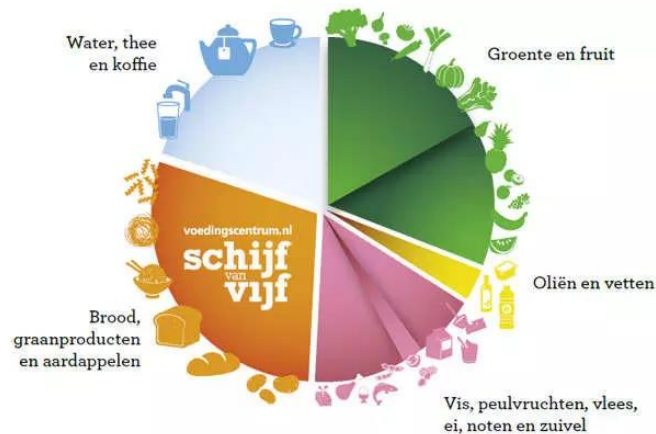 Water, thee
en koffie
Groente en fruit
voedingscentrum.nl
schijf
van
vijf
Oliën en vetten
Brood,
graanproducten
en aardappelen
Vis, peulvruchten, vlees,
ei, noten en zuivel